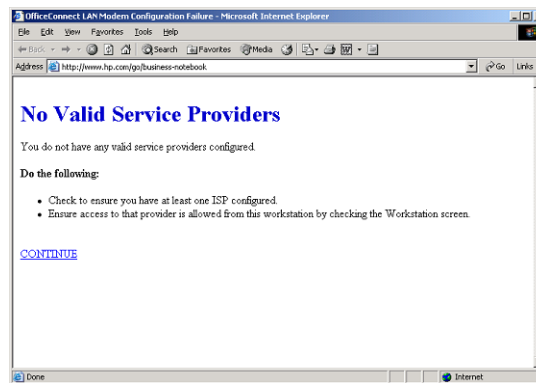 OfficeConnect LAN Modem Configuration Failure - Microsoft Internet Explorer
File Edit View Favorites Tools Help
Back Search Favorites Media
Address http://www.hp.com/go/business-notebook Go Links
No Valid Service Providers
You do not have any valid service providers configured.
Do the following:
• Check to ensure you have at least one ISP configured.
• Ensure access to that provider is allowed from this workstation by checking the Workstation screen.
CONTINUE
Done Internet